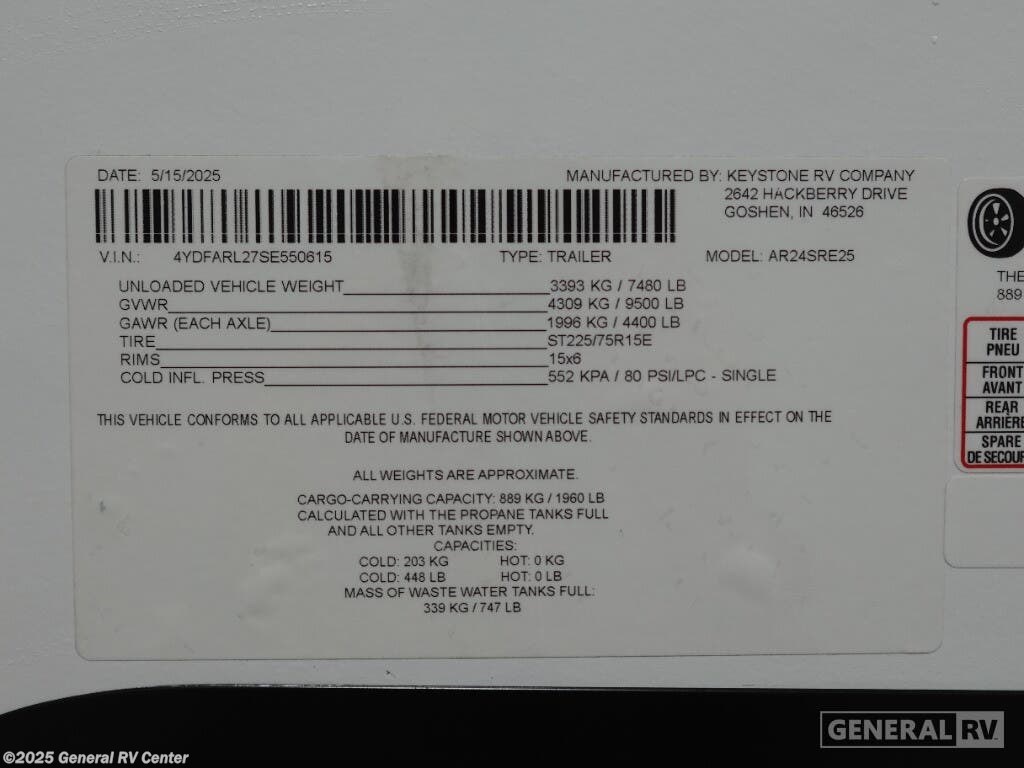 DATE: 5/15/2025
MANUFACTURED BY: KEYSTONE RV COMPANY
2642 HACKBERRY DRIVE
GOSHEN, IN 46526
V.I.N.: 4YDFARL27SE550615 TYPE: TRAILER MODEL: AR24SRE25
UNLOADED VEHICLE WEIGHT 3393 KG / 7480 LB
GVWR 4309 KG / 9500 LB
GAWR (EACH AXLE) 1996 KG / 4400 LB
TIRE ST225/75R15E
RIMS 15x6
COLD INFL. PRESS 552 KPA / 80 PSI/LPC - SINGLE
THIS VEHICLE CONFORMS TO ALL APPLICABLE U.S. FEDERAL MOTOR VEHICLE SAFETY STANDARDS IN EFFECT ON THE
DATE OF MANUFACTURE SHOWN ABOVE.
ALL WEIGHTS ARE APPROXIMATE.
CARGO-CARRYING CAPACITY: 889 KG / 1960 LB
CALCULATED WITH THE PROPANE TANKS FULL
AND ALL OTHER TANKS EMPTY.
CAPACITIES:
COLD: 203 KG HOT: 0 KG
COLD: 448 LB HOT: 0 LB
MASS OF WASTE WATER TANKS FULL:
339 KG / 747 LB
THE
889
TIRE
PNEU
FRONT
AVANT
REAR
ARRIÈRE
SPARE
DE SECOUR
GENERAL RV
©2025 General RV Center